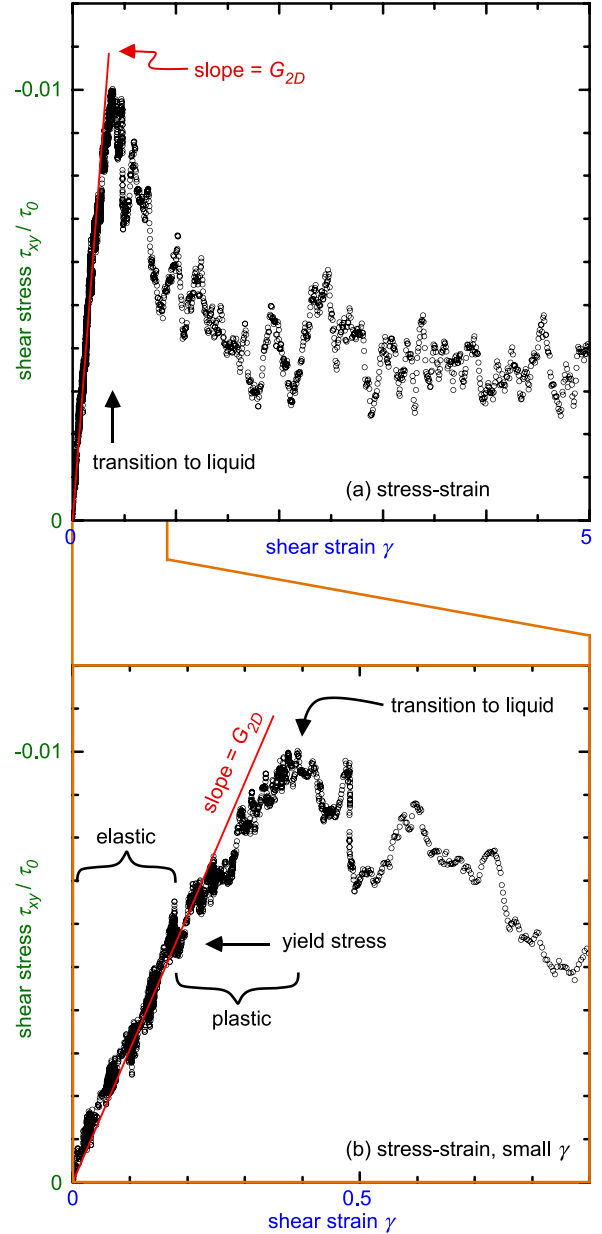 -0.01
slope = G2D
shear stress τxy / τ0
transition to liquid
(a) stress-strain
0
0
shear strain γ
5
transition to liquid
-0.01
slope = G2D
elastic
shear stress τxy / τ0
yield stress
plastic
(b) stress-strain, small γ
0
0
0.5
shear strain γ